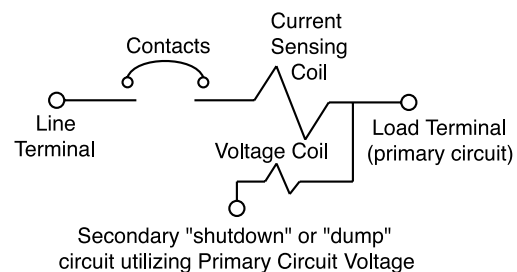 Current
Sensing
Coil
Contacts
Line
Terminal
Voltage Coil
Load Terminal
(primary circuit)
Secondary "shutdown" or "dump"
circuit utilizing Primary Circuit Voltage